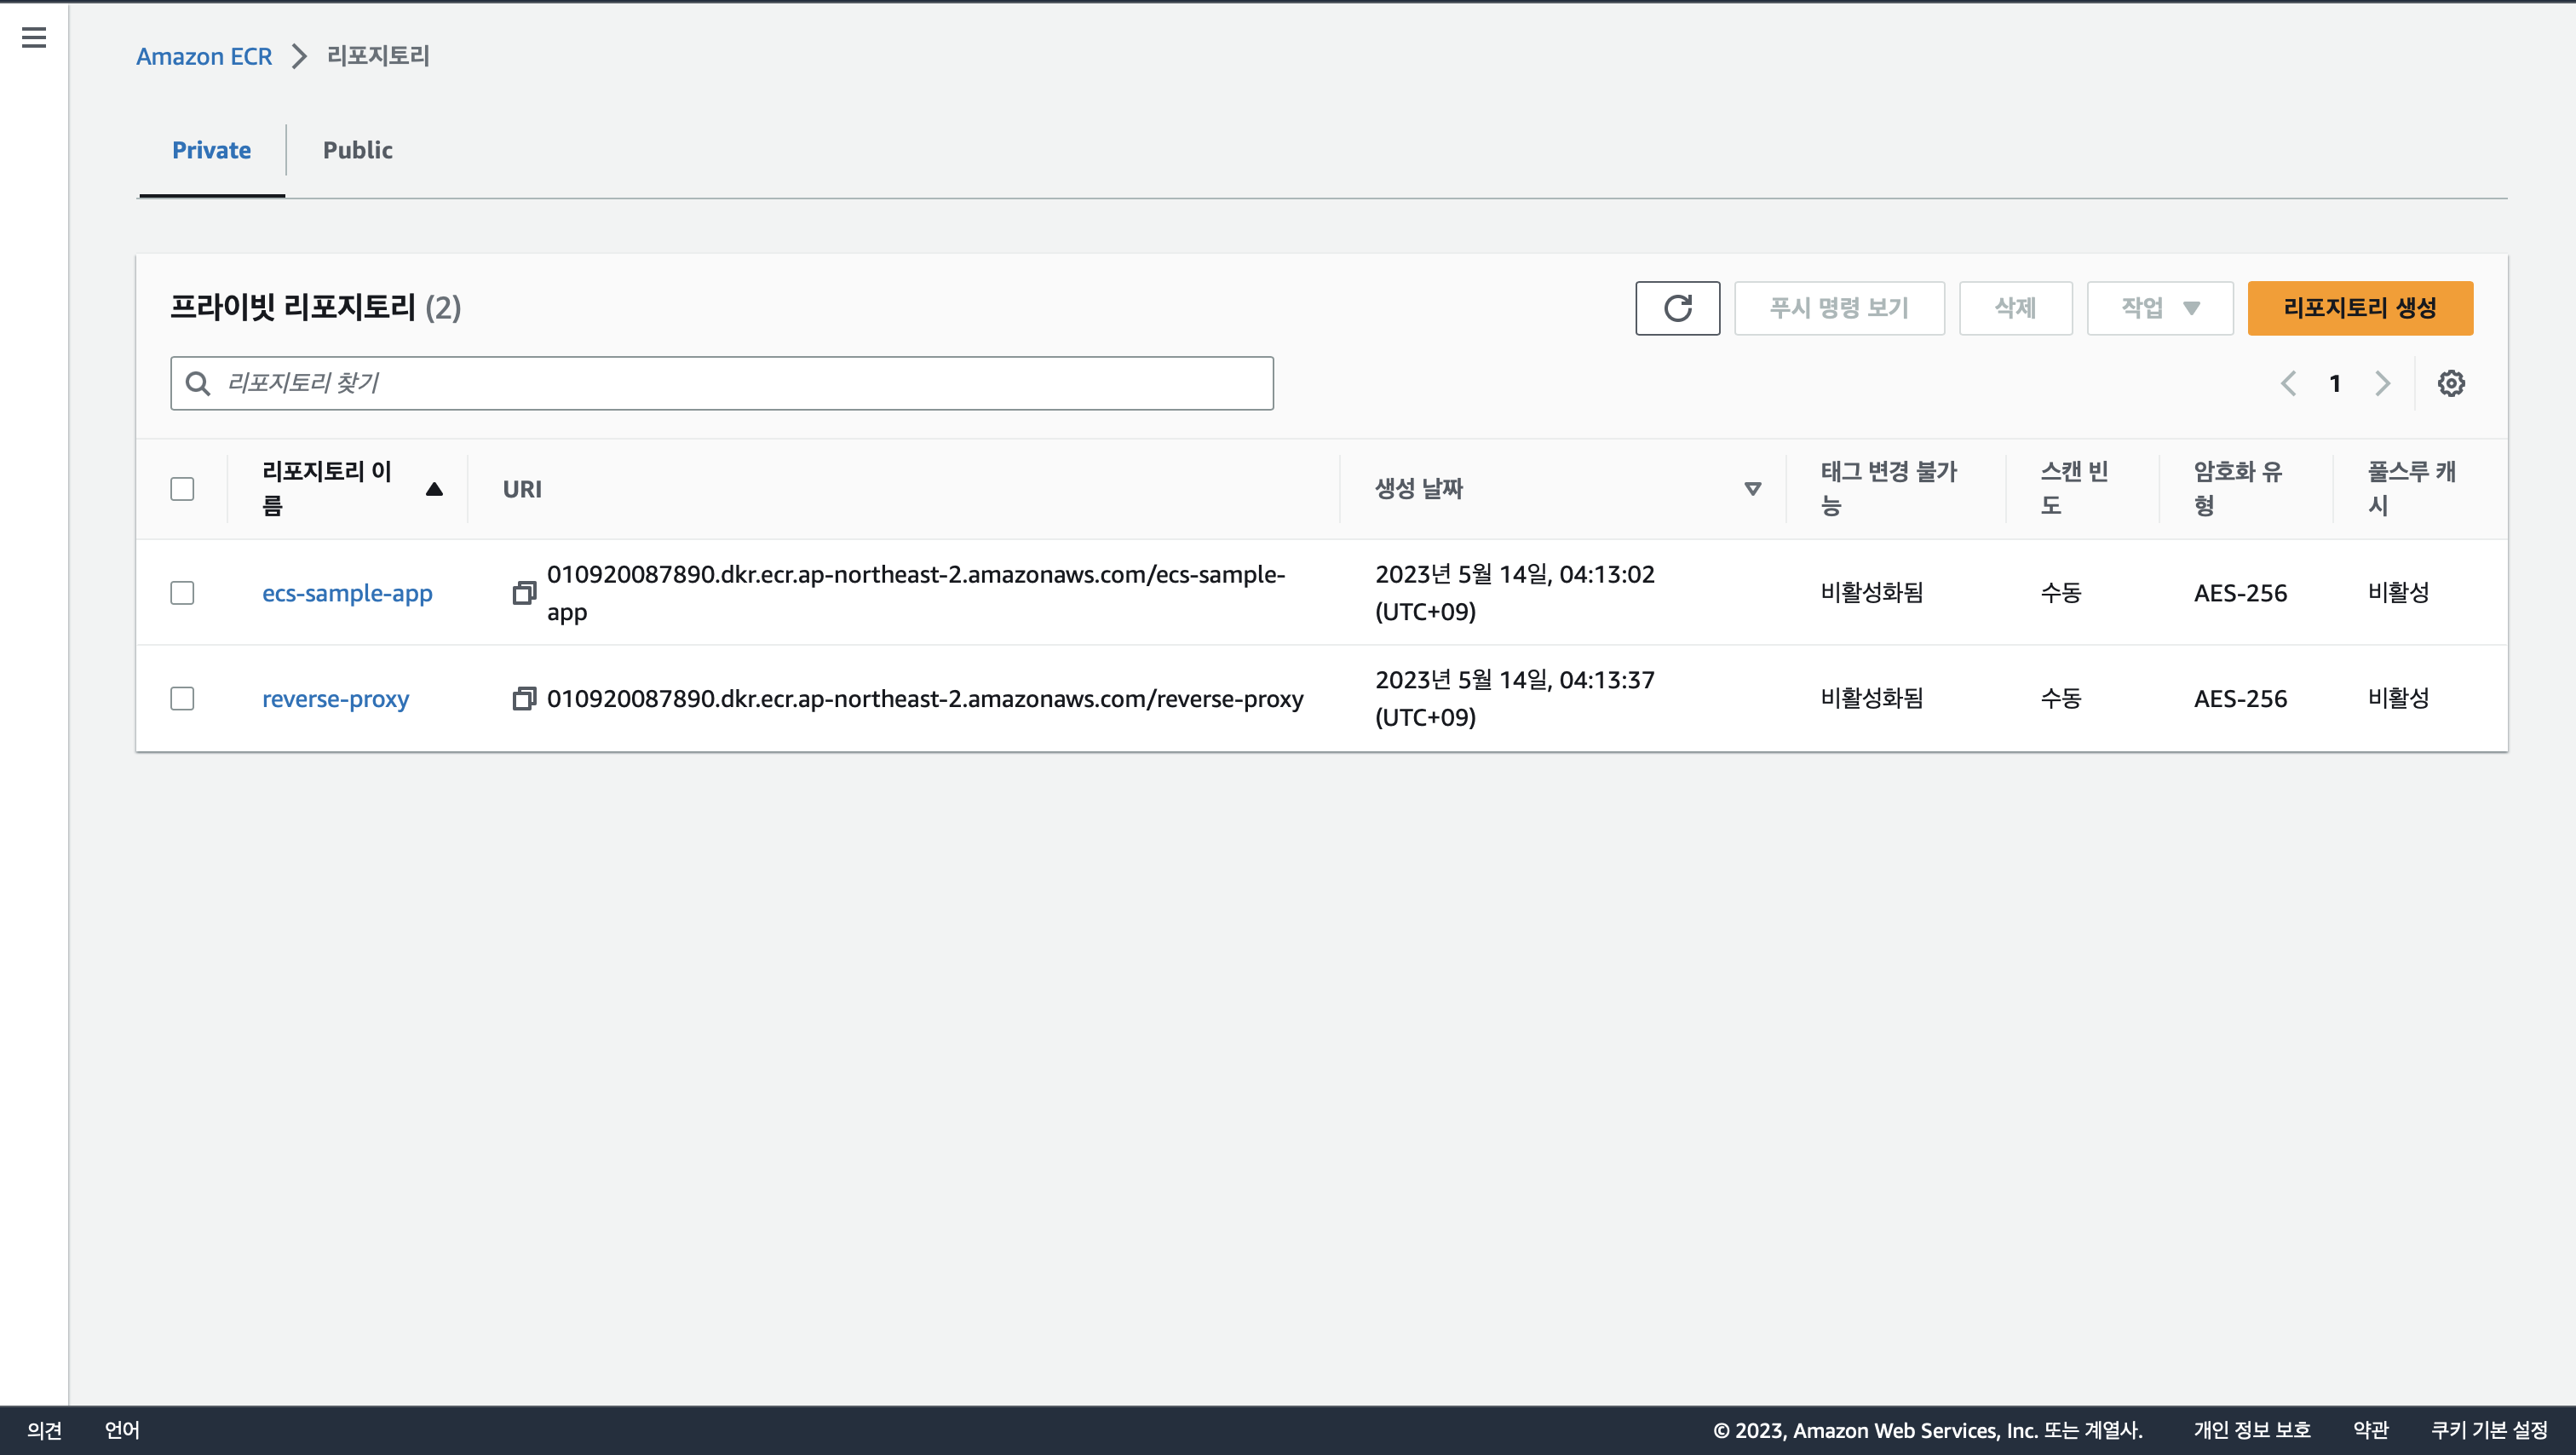 Amazon ECR 리포지토리
Private Public
프라이빗 리포지토리 (2)
푸시 명령 보기 삭제 작업 리포지토리 생성
리포지토리 찾기
1
리포지토리 이
름
URI
생성 날짜
태그 변경 불가
능
스캔 빈
도
암호화 유
형
풀스루 캐
시
ecs-sample-app
010920087890.dkr.ecr.ap-northeast-2.amazonaws.com/ecs-sample-
app
2023년 5월 14일, 04:13:02
(UTC+09)
비활성화됨
수동
AES-256
비활성
reverse-proxy
010920087890.dkr.ecr.ap-northeast-2.amazonaws.com/reverse-proxy
2023년 5월 14일, 04:13:37
(UTC+09)
비활성화됨
수동
AES-256
비활성
의견 언어 © 2023, Amazon Web Services, Inc. 또는 계열사. 개인 정보 보호 약관 쿠키 기본 설정